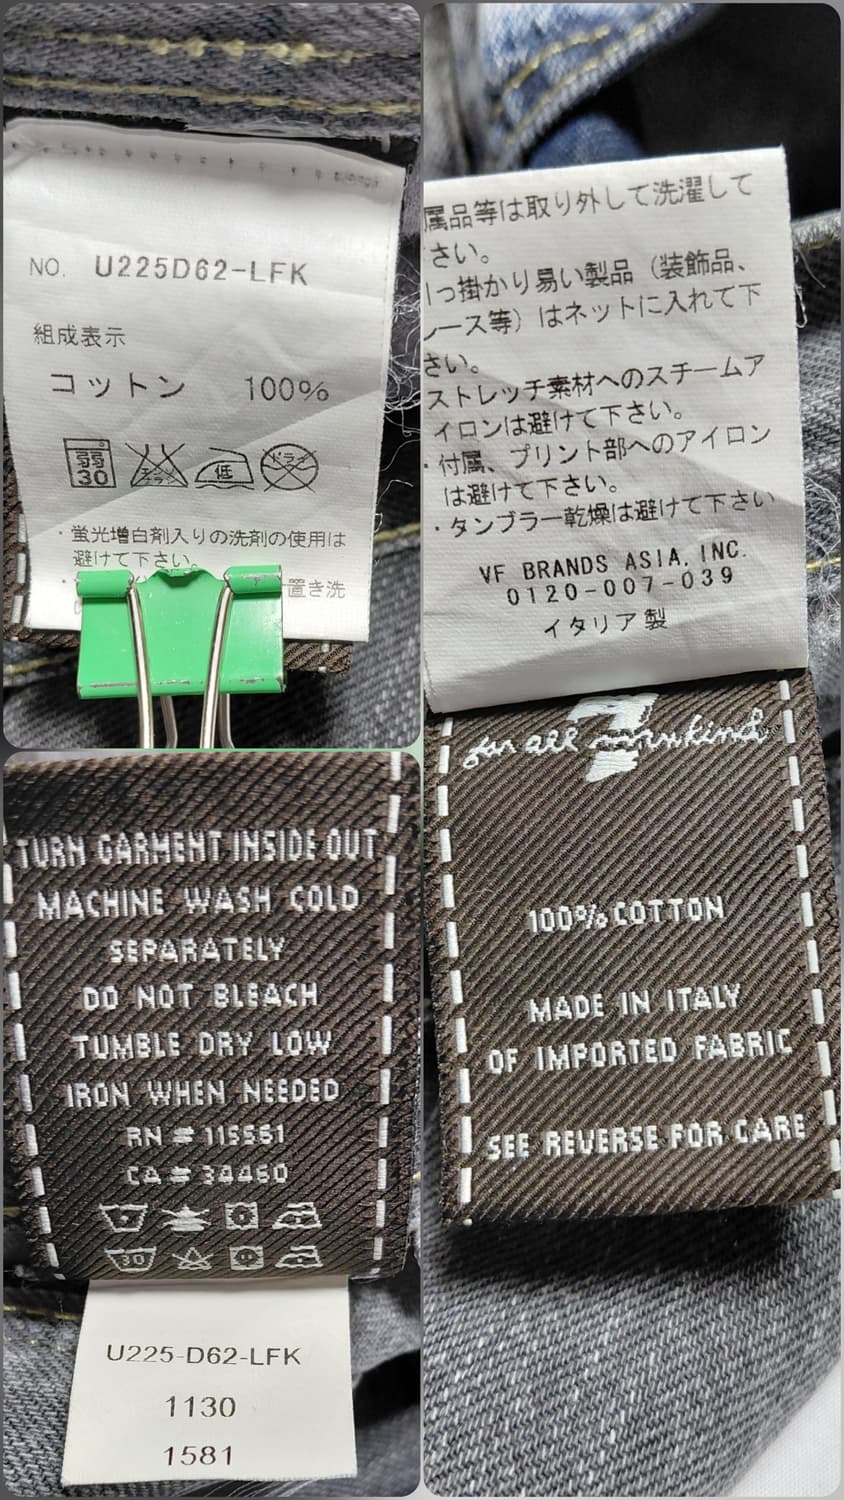 NO. U225D62-LFK
組成表示
コットン 100%
弱
30
エンソ
サラシ
低
ドライ
・蛍光増白剤入りの洗剤の使用は
避けて下さい。
置き洗
属品等は取り外して洗濯して
さい。
っ掛かり易い製品（装飾品、
ース等）はネットに入れて下
さい。
ストレッチ素材へのスチームア
イロンは避けて下さい。
・付属、プリント部へのアイロン
は避けて下さい。
・タンブラー乾燥は避けて下さい
VF BRANDS ASIA, INC.
0120-007-039
イタリア製
7
for all mankind
100% COTTON
MADE IN ITALY
OF IMPORTED FABRIC
SEE REVERSE FOR CARE
TURN GARMENT INSIDE OUT
MACHINE WASH COLD
SEPARATELY
DO NOT BLEACH
TUMBLE DRY LOW
IRON WHEN NEEDED
RN # 115561
CA # 34460
30
U225-D62-LFK
1130
1581